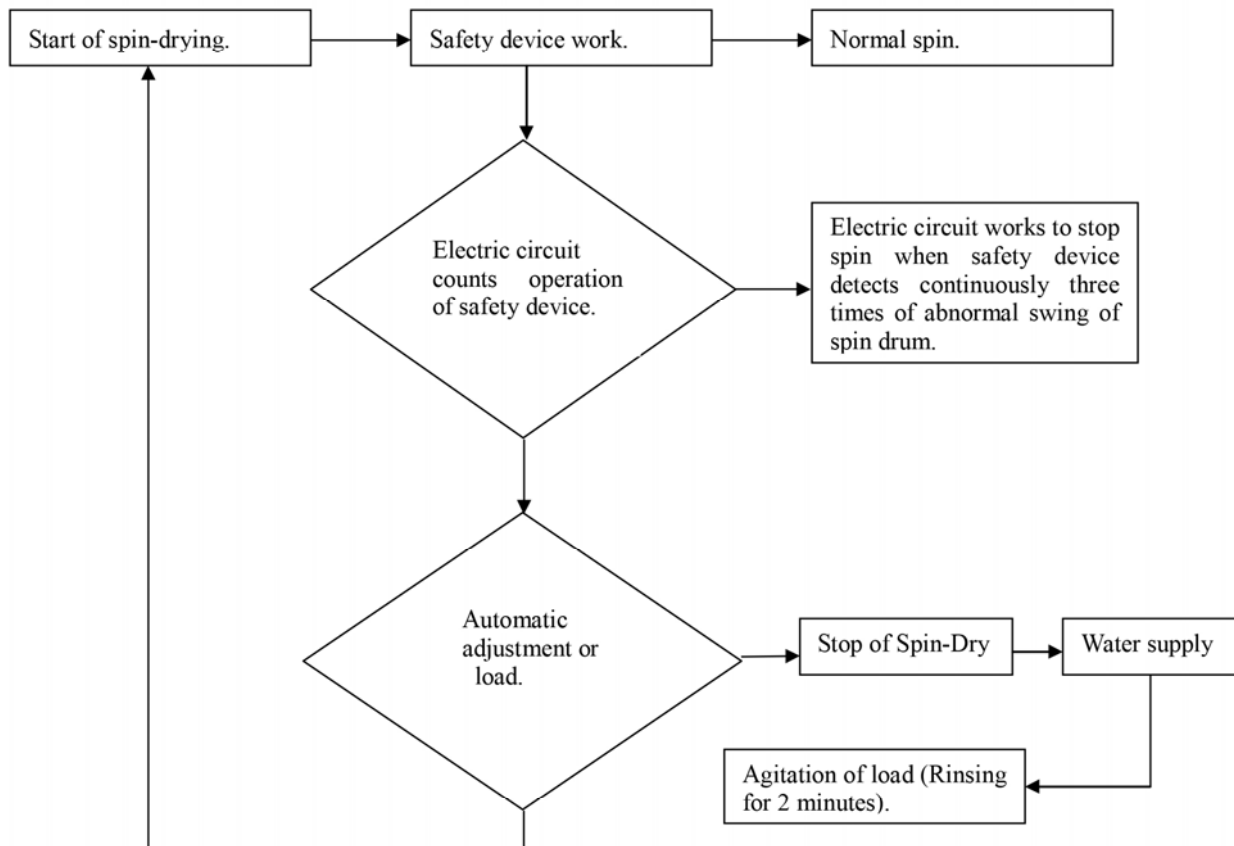 Start of spin-drying.
Safety device work.
Normal spin.
Electric circuit
counts operation
of safety device.
Electric circuit works to stop
spin when safety device
detects continuously three
times of abnormal swing of
spin drum.
Automatic
adjustment or
load.
Stop of Spin-Dry
Water supply
Agitation of load (Rinsing
for 2 minutes).